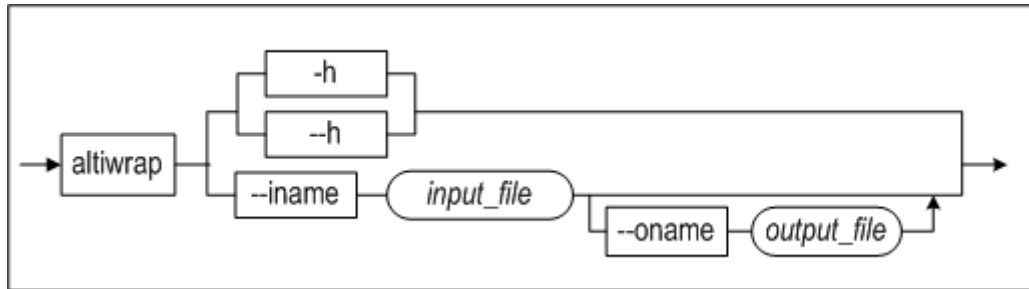 -h
--h
altiwrap
--iname
input_file
--oname
output_file